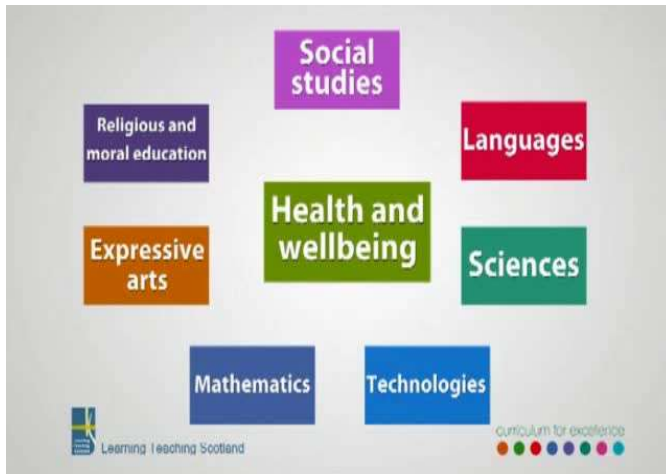 Social
studies
Religious and
moral education
Languages
Health and
wellbeing
Expressive
arts
Sciences
Mathematics
Technologies
Learning Teaching Scotland
curriculum for excellence